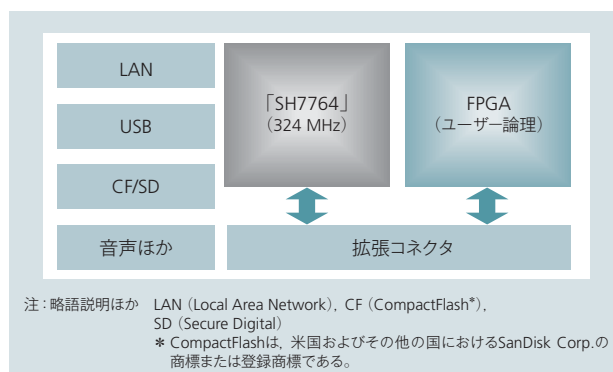 LAN
USB
CF/SD
音声ほか
「SH7764」
(324 MHz)
FPGA
(ユーザー論理)
拡張コネクタ
注:略語説明ほか LAN(Local Area Network),CF(CompactFlash*),
SD(Secure Digital)
* CompactFlashは,米国およびその他の国におけるSanDisk Corp.の
商標または登録商標である。